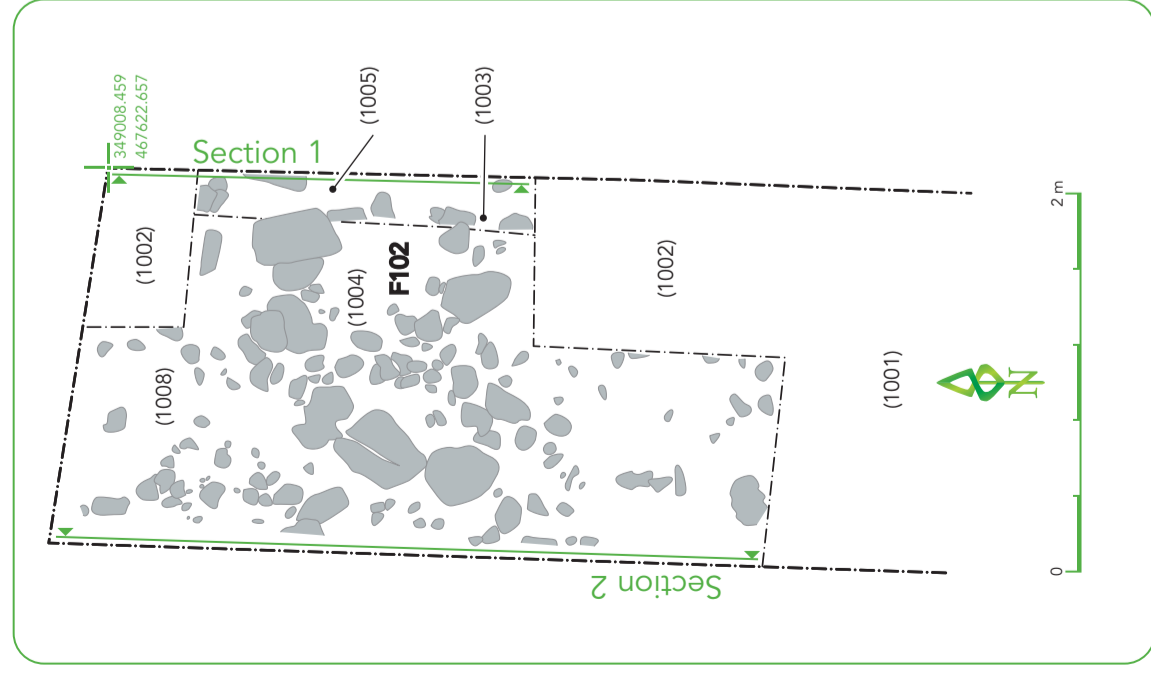 349008.459
467622.657
Section 1
(1005)
(1003)
(1002)
(1004)
F102
(1002)
(1008)
(1001)
N
2 m
0
Section 2